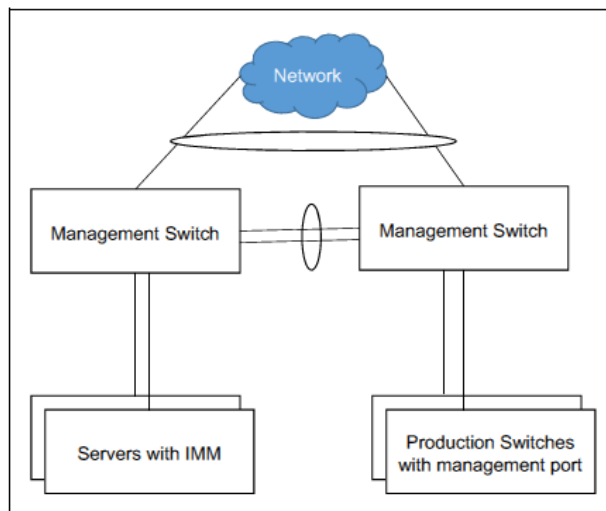 Network
Management Switch
Management Switch
Servers with IMM
Production Switches
with management port